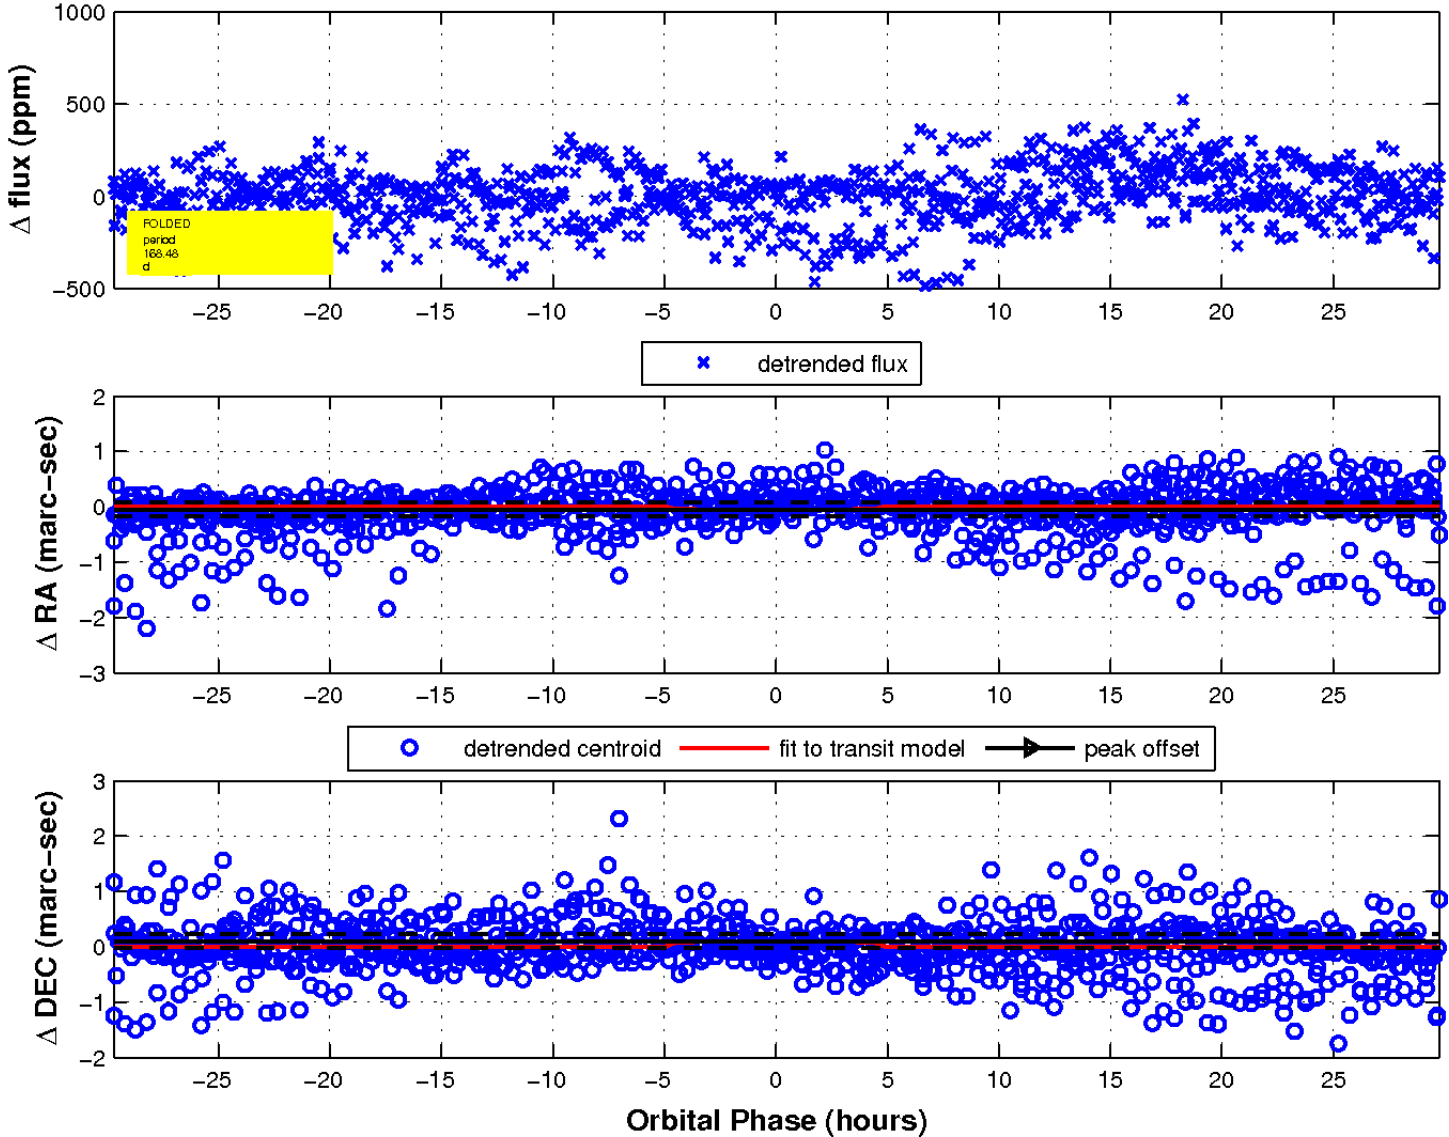 1000
500
0
−500
Δ flux (ppm)
FOLDED
period
168.48
d
−25 −20 −15 −10 −5 0 5 10 15 20 25
detrended flux
2
1
0
−1
−2
−3
Δ RA (marc−sec)
−25 −20 −15 −10 −5 0 5 10 15 20 25
detrended centroid fit to transit model peak offset
3
2
1
0
−1
−2
Δ DEC (marc−sec)
−25 −20 −15 −10 −5 0 5 10 15 20 25
Orbital Phase (hours)